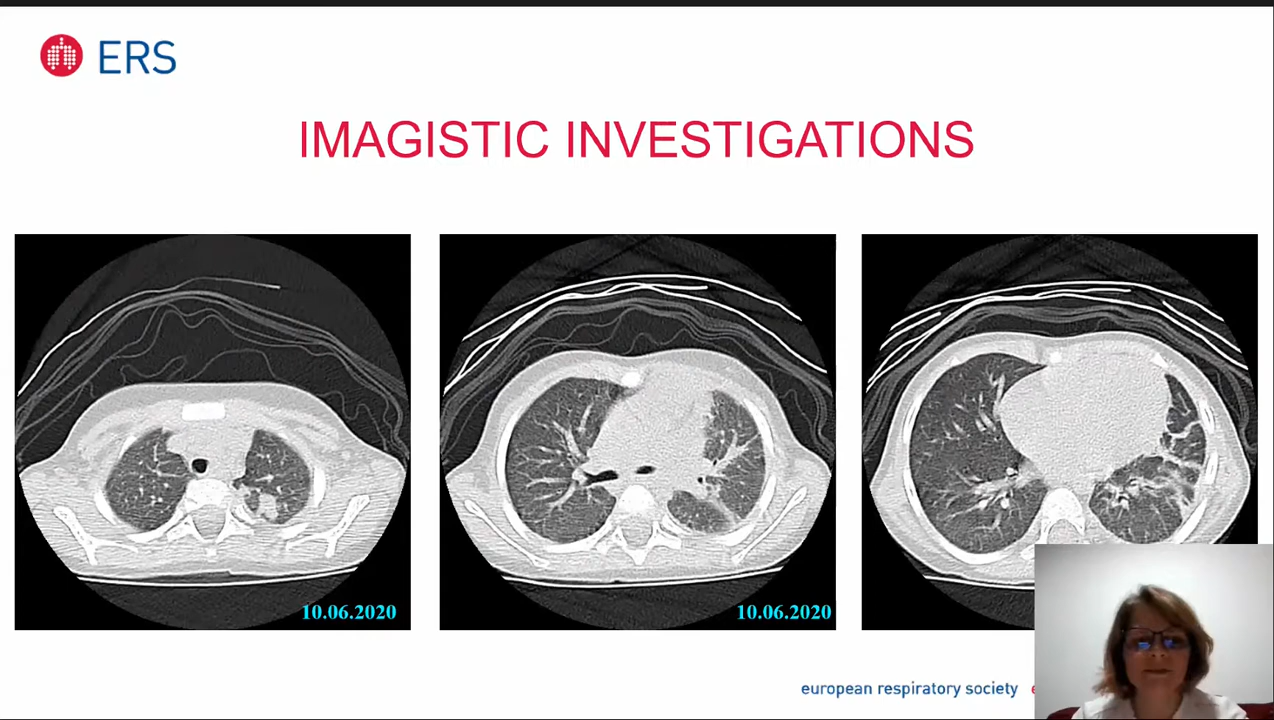 ERS
IMAGISTIC INVESTIGATIONS
10.06.2020
10.06.2020
european respiratory society